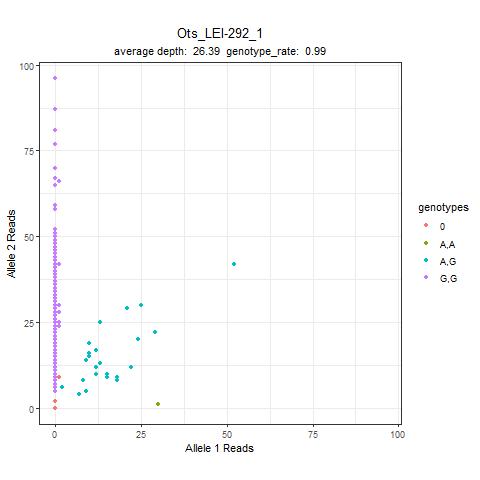 Ots_LEI-292_1
average depth: 26.39 genotype_rate: 0.99
100
75
50
25
0
Allele 2 Reads
0 25 50 75 100
Allele 1 Reads
genotypes
0
A,A
A,G
G,G